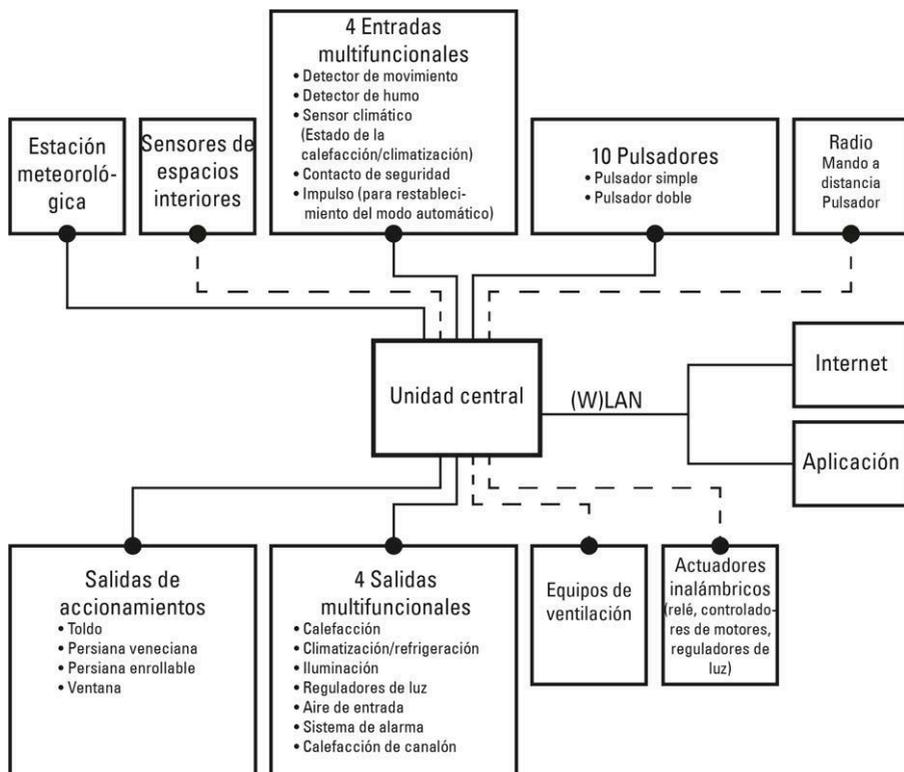 4 Entradas
multifuncionales
• Detector de movimiento
• Detector de humo
• Sensor climático
(Estado de la
calefacción/climatización)
• Contacto de seguridad
• Impulso (para restableci-
miento del modo automático)
Estación
meteoroló-
gica
Sensores de
espacios
interiores
10 Pulsadores
• Pulsador simple
• Pulsador doble
Radio
Mando a
distancia
Pulsador
Unidad central
(W)LAN
Internet
Aplicación
Salidas de
accionamientos
• Toldo
• Persiana veneciana
• Persiana enrollable
• Ventana
4 Salidas
multifuncionales
• Calefacción
• Climatización/refrigeración
• Iluminación
• Reguladores de luz
• Aire de entrada
• Sistema de alarma
• Calefacción de canalón
Equipos de
ventilación
Actuadores
inalámbricos
(relé, controlado-
res de motores,
reguladores de
luz)